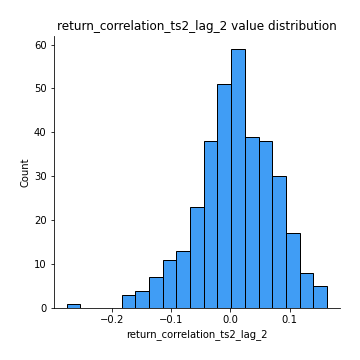 return_correlation_ts2_lag_2 value distribution
60
50
40
30
20
10
0
Count
−0.2 −0.1 0.0 0.1
return_correlation_ts2_lag_2